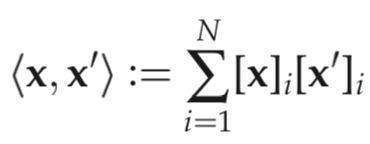 ⟨x, x′⟩ := ∑_{i=1}^{N} [x]_i [x′]_i